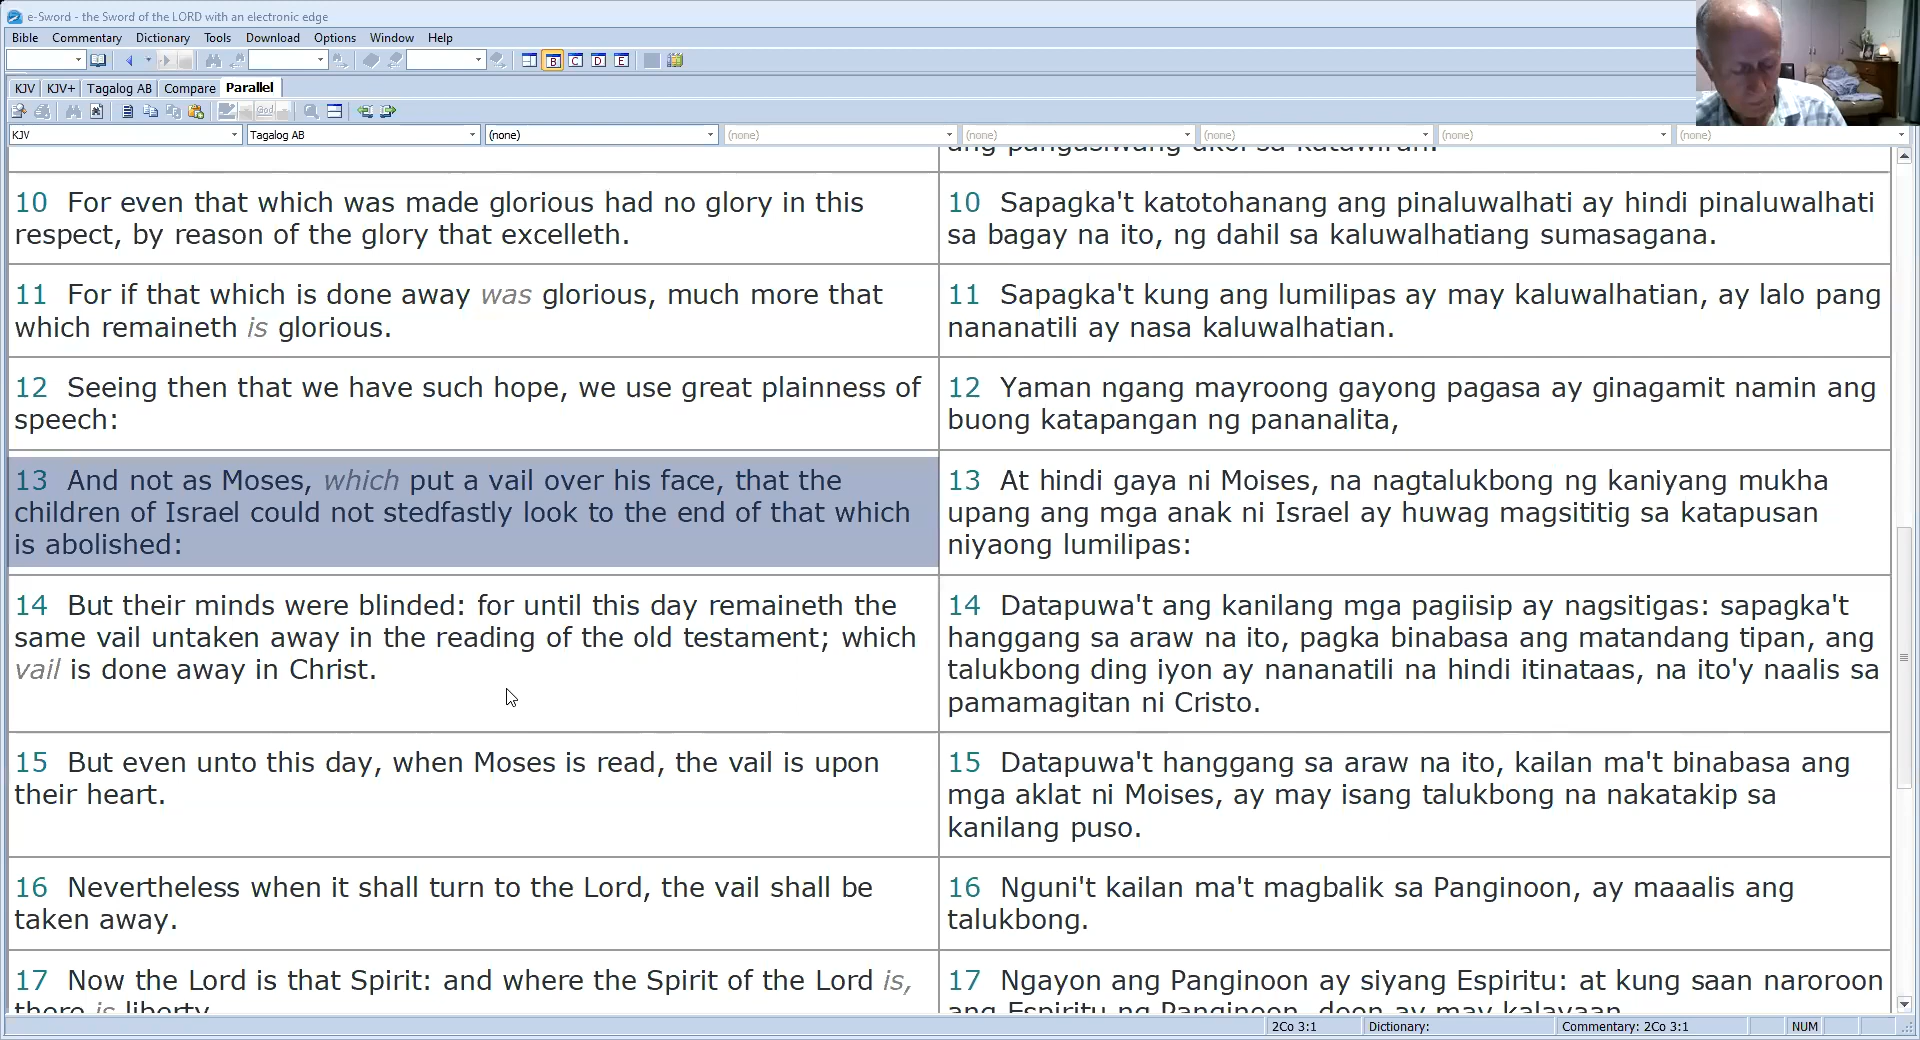 e-Sword - the Sword of the LORD with an electronic edge
Bible Commentary Dictionary Tools Download Options Window Help
B C D E
KJV KJV+ Tagalog AB Compare Parallel
God
KJV Tagalog AB (none) (none) (none) (none) (none) (none)
ang pangasiwang ukol sa katawiran.
10 For even that which was made glorious had no glory in this
respect, by reason of the glory that excelleth.
10 Sapagka't katotohanang ang pinaluwalhati ay hindi pinaluwalhati
sa bagay na ito, ng dahil sa kaluwalhatiang sumasagana.
11 For if that which is done away was glorious, much more that
which remaineth is glorious.
11 Sapagka't kung ang lumilipas ay may kaluwalhatian, ay lalo pang
nananatili ay nasa kaluwalhatian.
12 Seeing then that we have such hope, we use great plainness of
speech:
12 Yaman ngang mayroong gayong pagasa ay ginagamit namin ang
buong katapangan ng pananalita,
13 And not as Moses, which put a vail over his face, that the
children of Israel could not stedfastly look to the end of that which
is abolished:
13 At hindi gaya ni Moises, na nagtalukbong ng kaniyang mukha
upang ang mga anak ni Israel ay huwag magsititig sa katapusan
niyaong lumilipas:
14 But their minds were blinded: for until this day remaineth the
same vail untaken away in the reading of the old testament; which
vail is done away in Christ.
14 Datapuwa't ang kanilang mga pagiisip ay nagsitigas: sapagka't
hanggang sa araw na ito, pagka binabasa ang matandang tipan, ang
talukbong ding iyon ay nananatili na hindi itinataas, na ito'y naalis sa
pamamagitan ni Cristo.
15 But even unto this day, when Moses is read, the vail is upon
their heart.
15 Datapuwa't hanggang sa araw na ito, kailan ma't binabasa ang
mga aklat ni Moises, ay may isang talukbong na nakatakip sa
kanilang puso.
16 Nevertheless when it shall turn to the Lord, the vail shall be
taken away.
16 Nguni't kailan ma't magbalik sa Panginoon, ay maaalis ang
talukbong.
17 Now the Lord is that Spirit: and where the Spirit of the Lord is,
there is liberty
17 Ngayon ang Panginoon ay siyang Espiritu: at kung saan naroroon
ang Espiritu ng Panginoon, doon ay may kalayaan
2Co 3:1 Dictionary: Commentary: 2Co 3:1 NUM